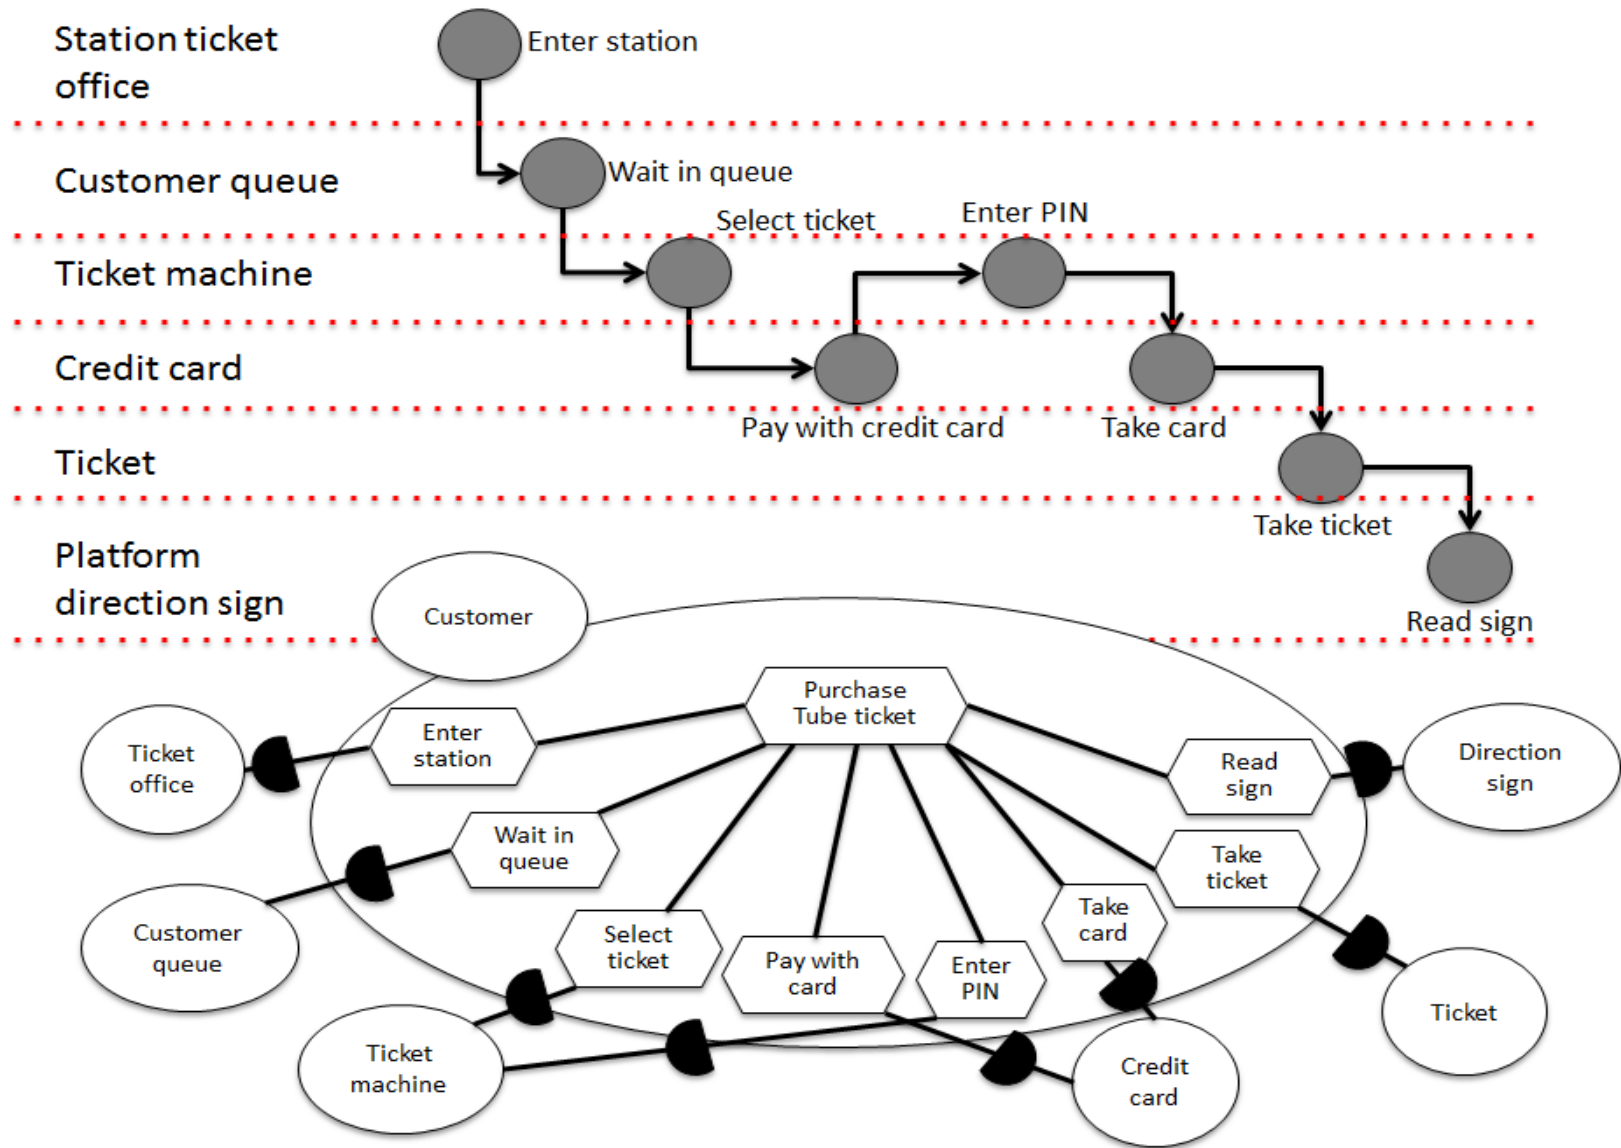 Station ticket
office
Enter station
Customer queue
Wait in queue
Select ticket
Enter PIN
Ticket machine
Credit card
Pay with credit card
Take card
Ticket
Take ticket
Platform
direction sign
Read sign
Customer
Purchase
Tube ticket
Enter
station
Ticket
office
Read
sign
Direction
sign
Wait in
queue
Take
ticket
Customer
queue
Select
ticket
Pay with
card
Enter
PIN
Take
card
Ticket
Ticket
machine
Credit
card